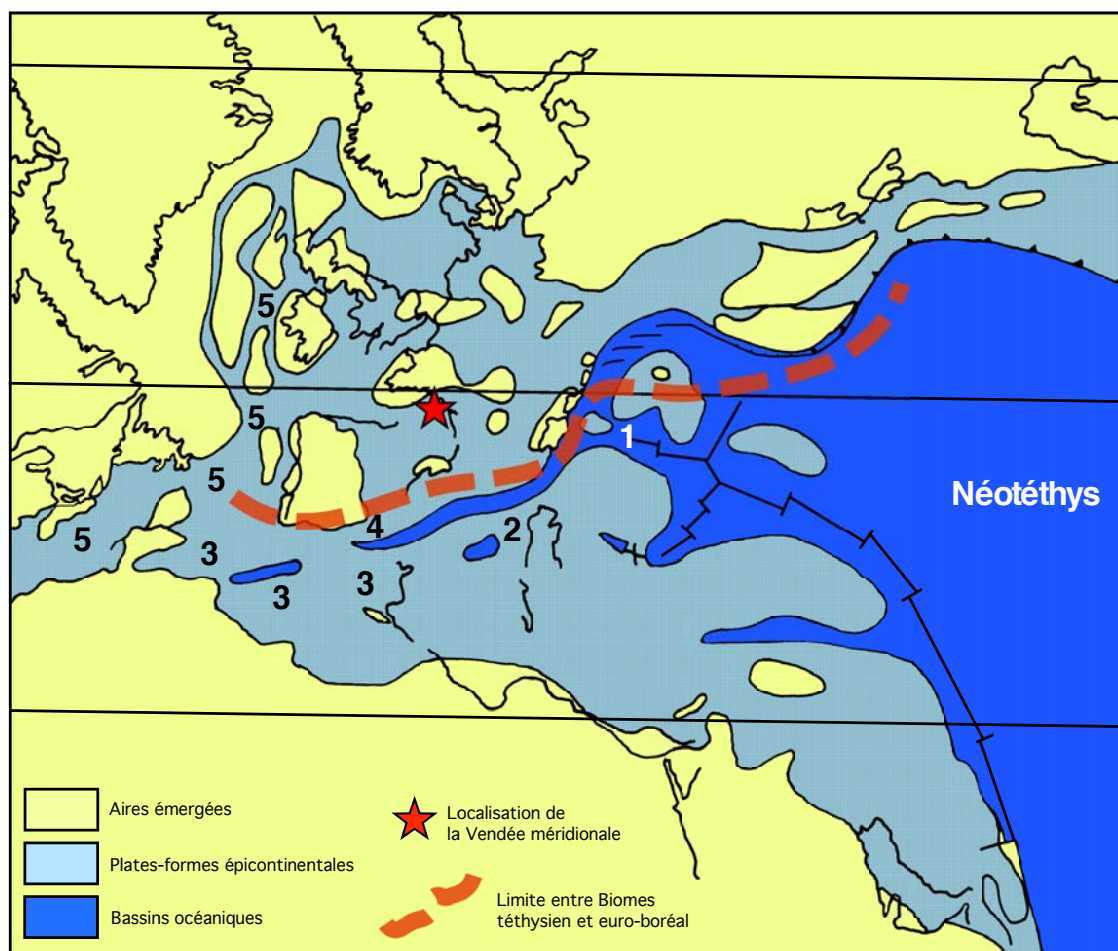 5
5
1
5
Néotéthys
4
2
5
3
3
3
Aires émergées
Plates-formes épicontinentales
Bassins océaniques
Localisation de
la Vendée méridionale
Limite entre Biomes
téthysien et euro-boréal